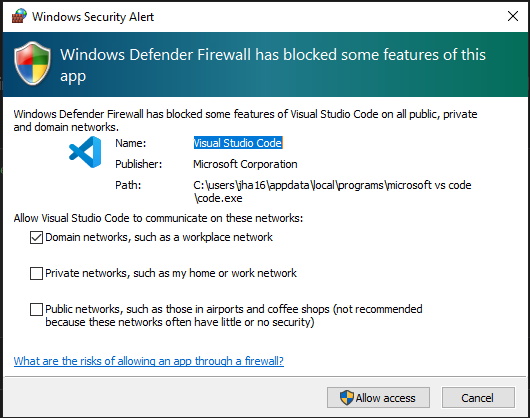 Windows Security Alert
Windows Defender Firewall has blocked some features of this
app
Windows Defender Firewall has blocked some features of Visual Studio Code on all public, private
and domain networks.
Name: Visual Studio Code
Publisher: Microsoft Corporation
Path: C:\users\jha16\appdata\local\programs\microsoft vs code
\code.exe
Allow Visual Studio Code to communicate on these networks:
Domain networks, such as a workplace network
Private networks, such as my home or work network
Public networks, such as those in airports and coffee shops (not recommended
because these networks often have little or no security)
What are the risks of allowing an app through a firewall?
Allow access Cancel